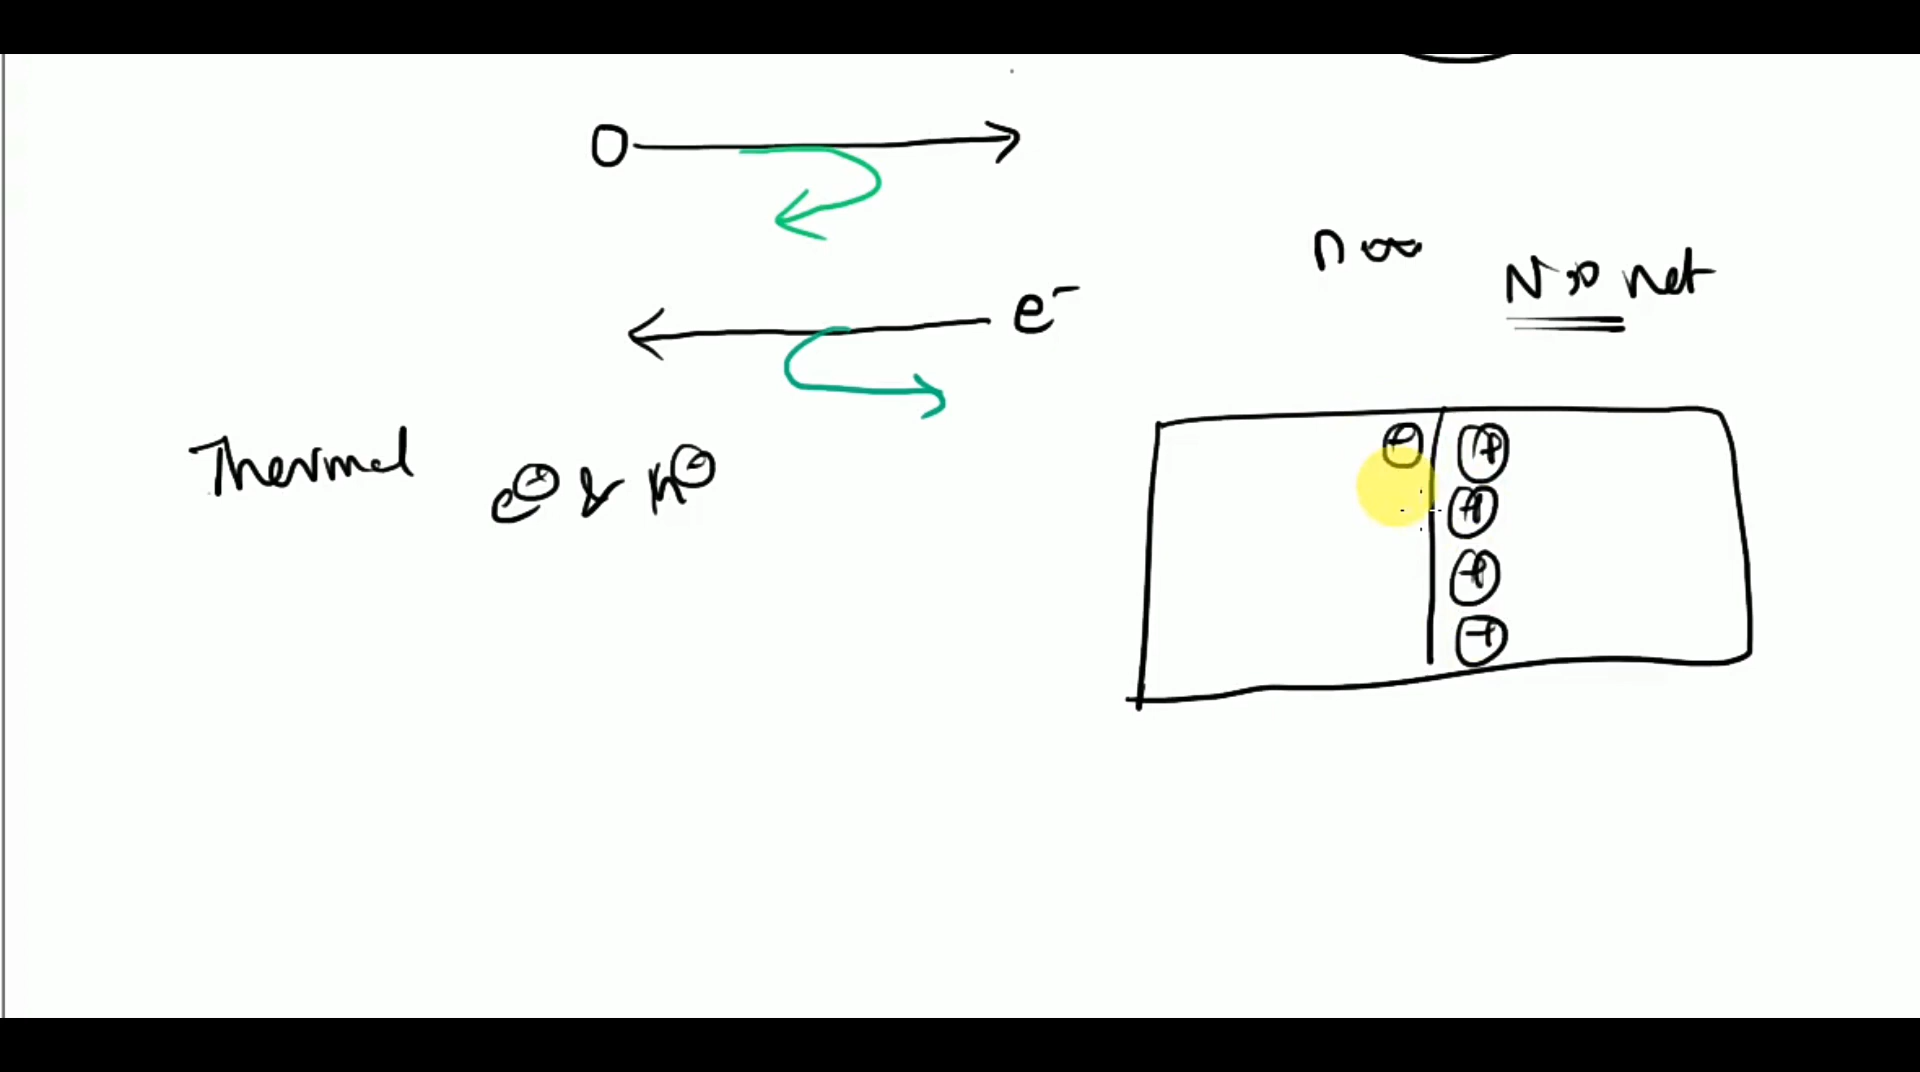 O
e⁻
Thermal e⊖ & h⊖
net
⊖ ⊕
⊕
⊕
⊕